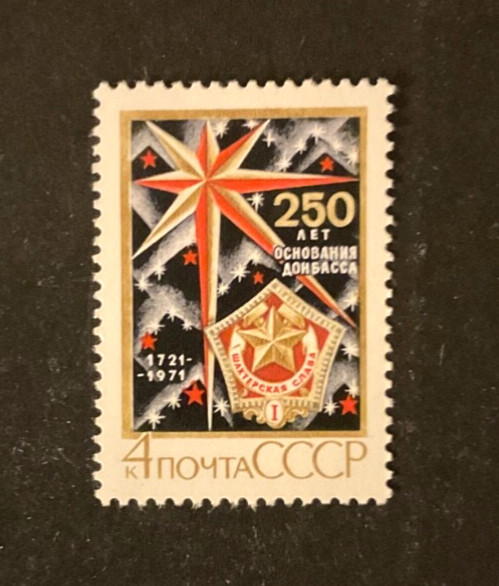 250
ЛЕТ
ОСНОВАНИЯ
ДОНБАССА
ШАХТЕРСКАЯ СЛАВА
I
1721-
-1971
4К ПОЧТА СССР